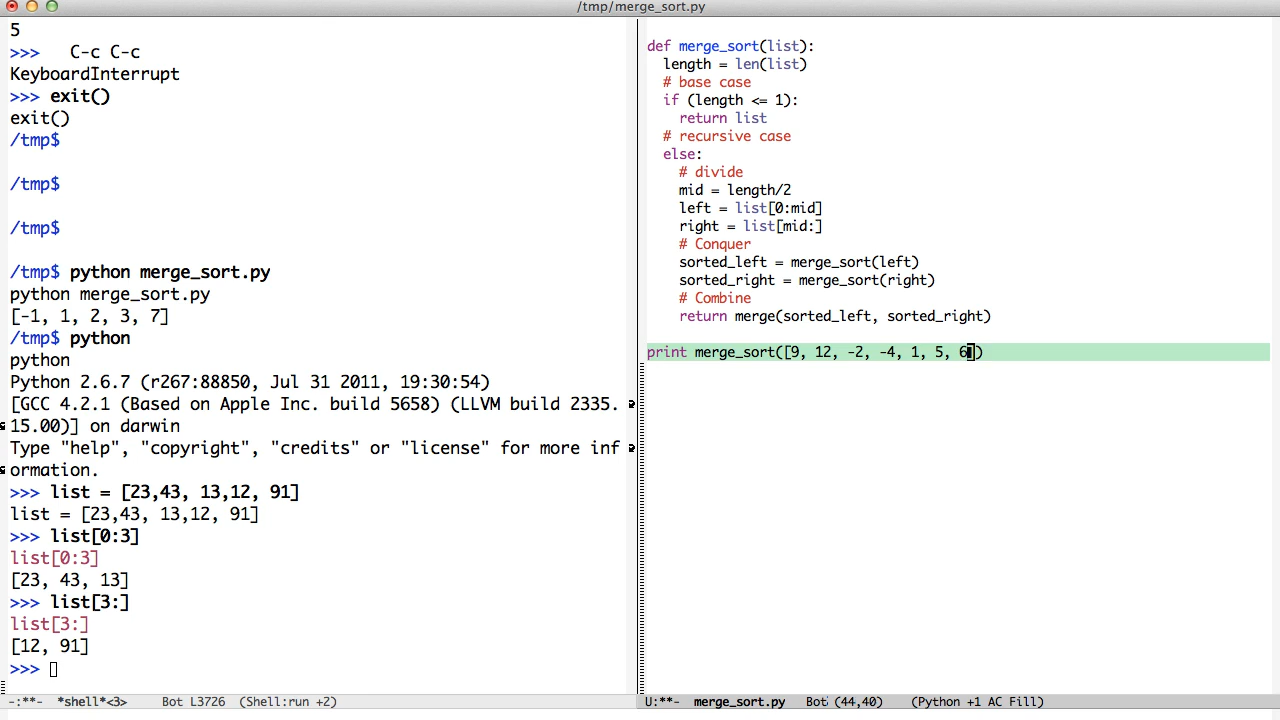 /tmp/merge_sort.py
5
>>>   C-c C-c
KeyboardInterrupt
>>> exit()
exit()
/tmp$
/tmp$
/tmp$
/tmp$ python merge_sort.py
python merge_sort.py
[-1, 1, 2, 3, 7]
/tmp$ python
python
Python 2.6.7 (r267:88850, Jul 31 2011, 19:30:54)
[GCC 4.2.1 (Based on Apple Inc. build 5658) (LLVM build 2335.
15.00)] on darwin
Type "help", "copyright", "credits" or "license" for more inf
ormation.
>>> list = [23,43, 13,12, 91]
list = [23,43, 13,12, 91]
>>> list[0:3]
list[0:3]
[23, 43, 13]
>>> list[3:]
list[3:]
[12, 91]
>>>
-:**-  *shell*<3>    Bot L3726  (Shell:run +2)
def merge_sort(list):
  length = len(list)
  # base case
  if (length <= 1):
    return list
  # recursive case
  else:
    # divide
    mid = length/2
    left = list[0:mid]
    right = list[mid:]
    # Conquer
    sorted_left = merge_sort(left)
    sorted_right = merge_sort(right)
    # Combine
    return merge(sorted_left, sorted_right)
print merge_sort([9, 12, -2, -4, 1, 5, 6])
U:**-  merge_sort.py   Bot (44,40)    (Python +1 AC Fill)